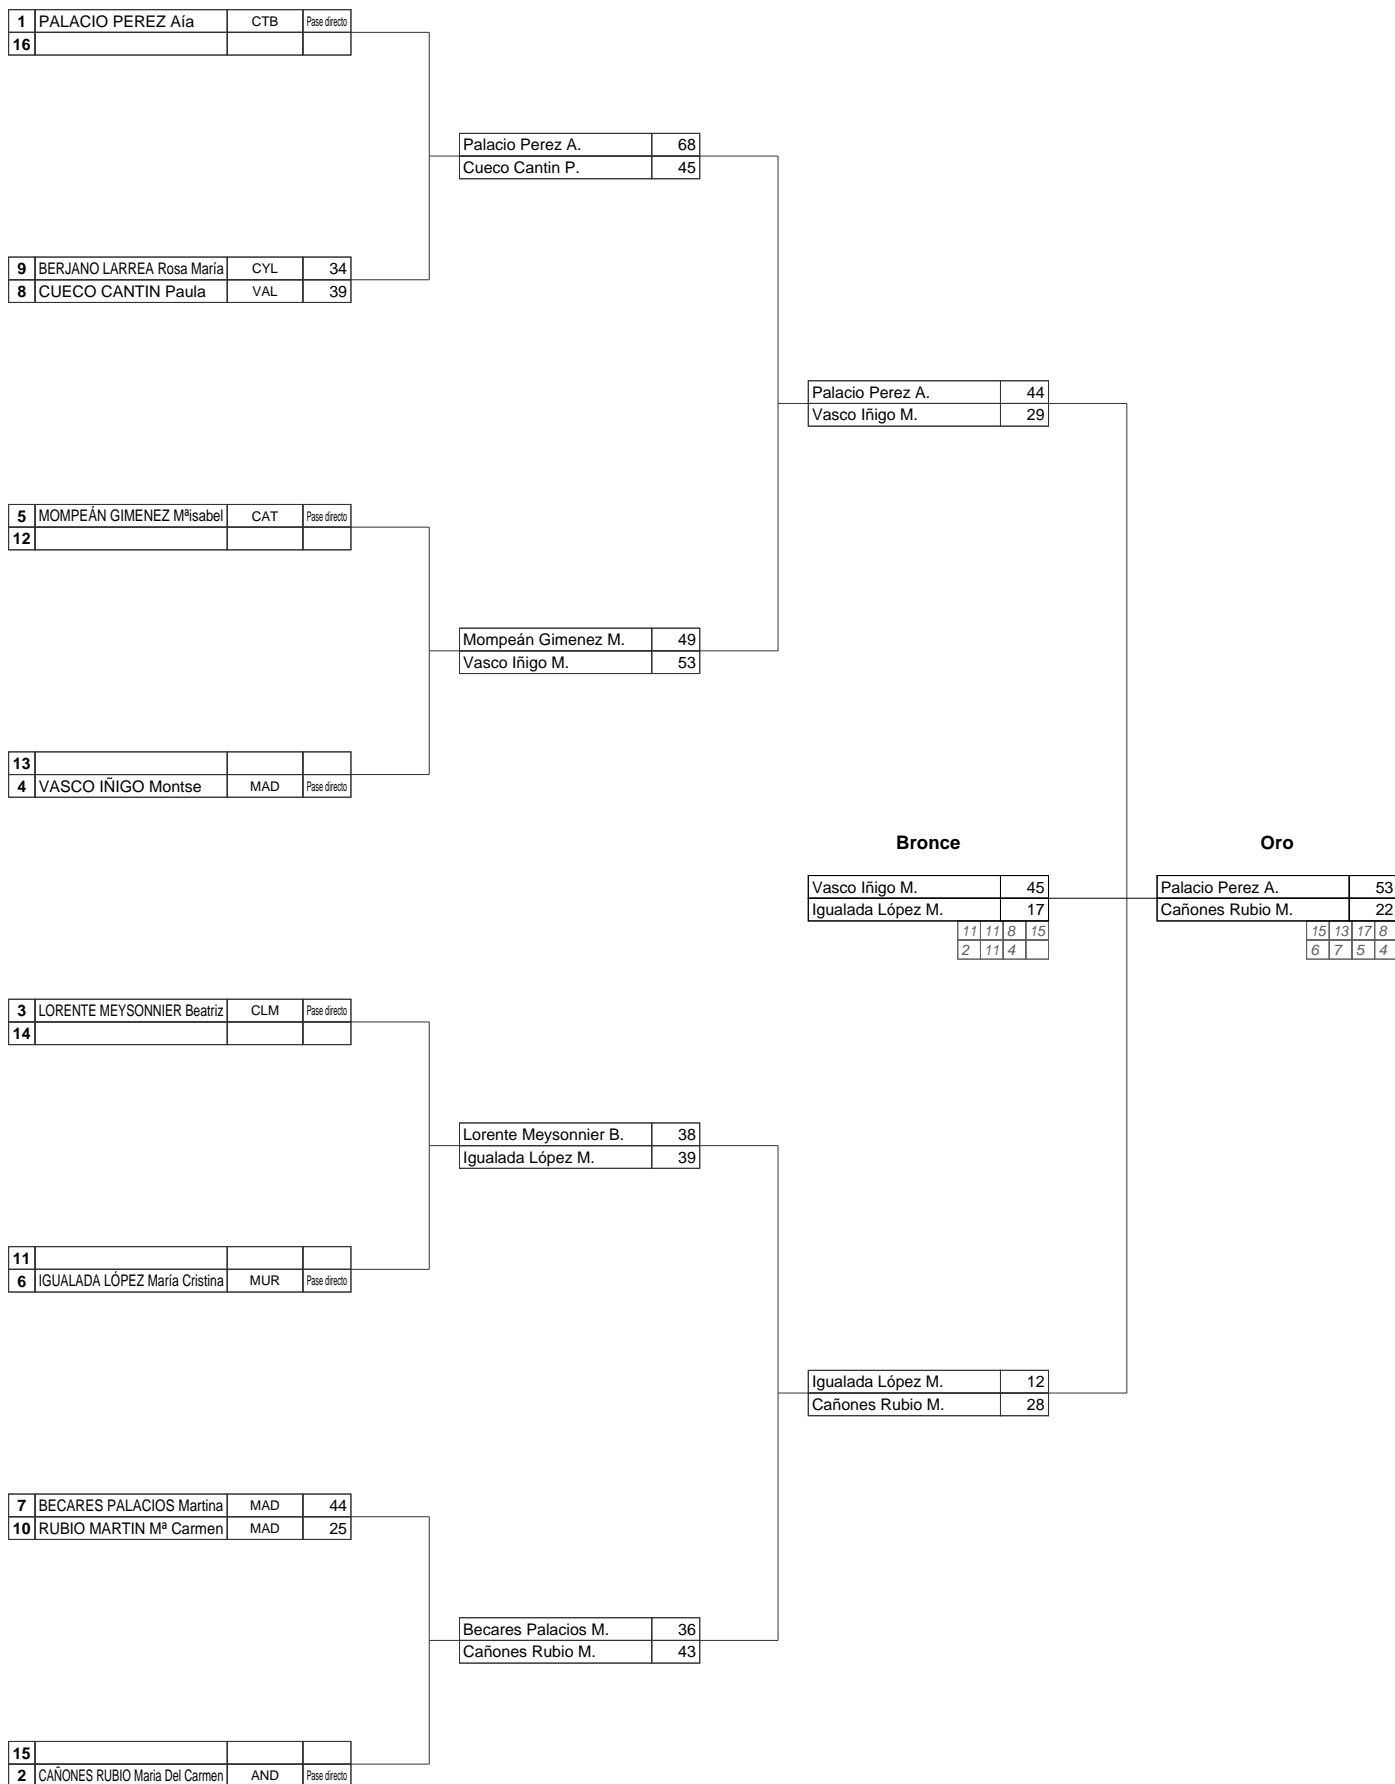 1 PALACIO PEREZ Aía CTB Pase directo
16
Palacio Perez A. 68
Cueco Cantin P. 45
9 BERJANO LARREA Rosa María CYL 34
8 CUECO CANTIN Paula VAL 39
Palacio Perez A. 44
Vasco Iñigo M. 29
5 MOMPEÁN GIMENEZ Mªisabel CAT Pase directo
12
Mompeán Gimenez M. 49
Vasco Iñigo M. 53
13
4 VASCO IÑIGO Montse MAD Pase directo
Bronce Oro
Vasco Iñigo M. 45 Palacio Perez A. 53
Igualada López M. 17 Cañones Rubio M. 22
11 11 8 15 15 13 17 8
2 11 4 6 7 5 4
3 LORENTE MEYSONNIER Beatriz CLM Pase directo
14
Lorente Meysonnier B. 38
Igualada López M. 39
11
6 IGUALADA LÓPEZ María Cristina MUR Pase directo
Igualada López M. 12
Cañones Rubio M. 28
7 BECARES PALACIOS Martina MAD 44
10 RUBIO MARTIN Mª Carmen MAD 25
Becares Palacios M. 36
Cañones Rubio M. 43
15
2 CAÑONES RUBIO Maria Del Carmen AND Pase directo